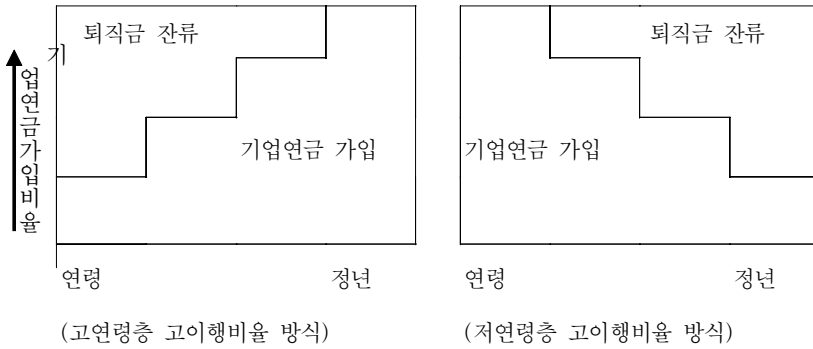 퇴직금 잔류
기업연금가입비율
기업연금 가입
연령 정년
(고연령층 고이행비율 방식)
퇴직금 잔류
기업연금 가입
연령 정년
(저연령층 고이행비율 방식)